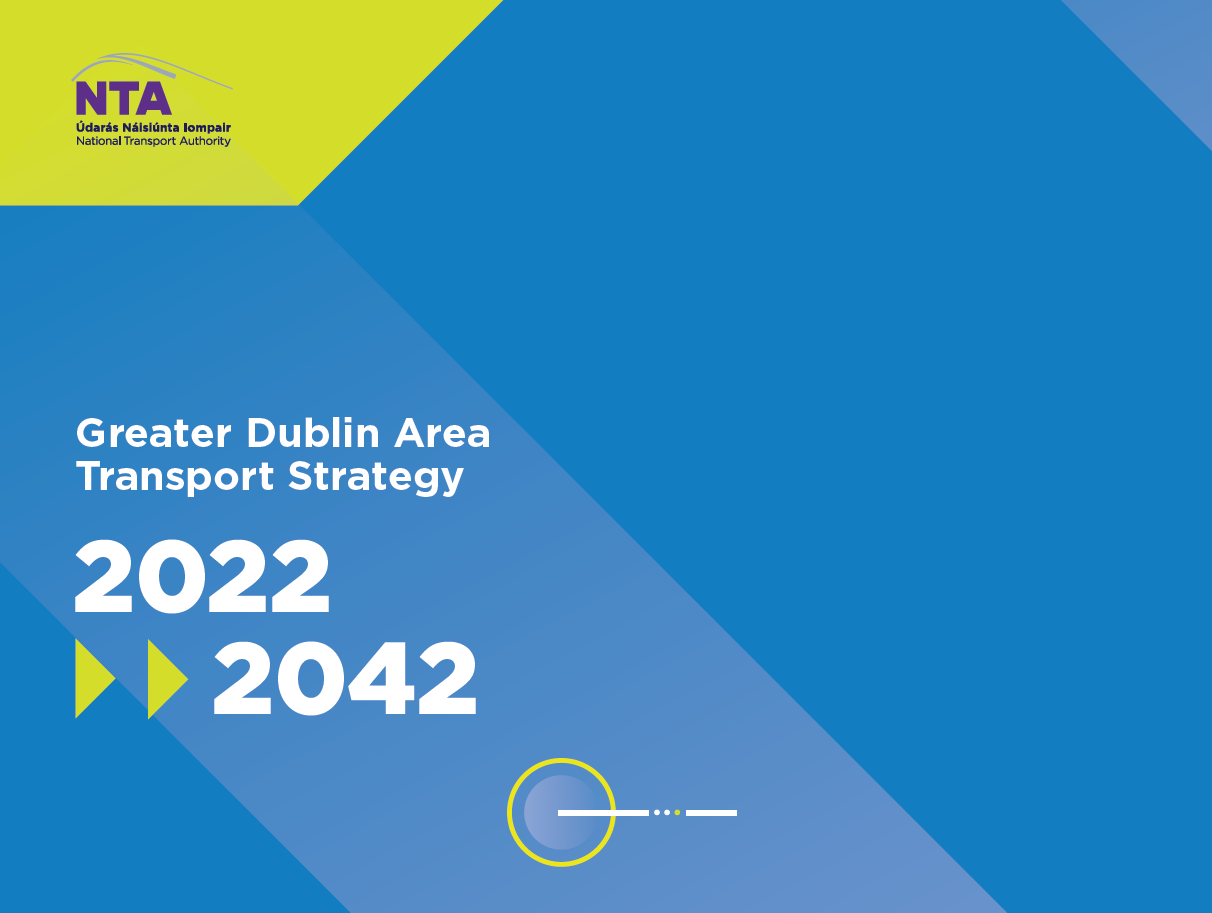 NTA
Údarás Náisiúnta Iompair
National Transport Authority
Greater Dublin Area
Transport Strategy
2022
2042